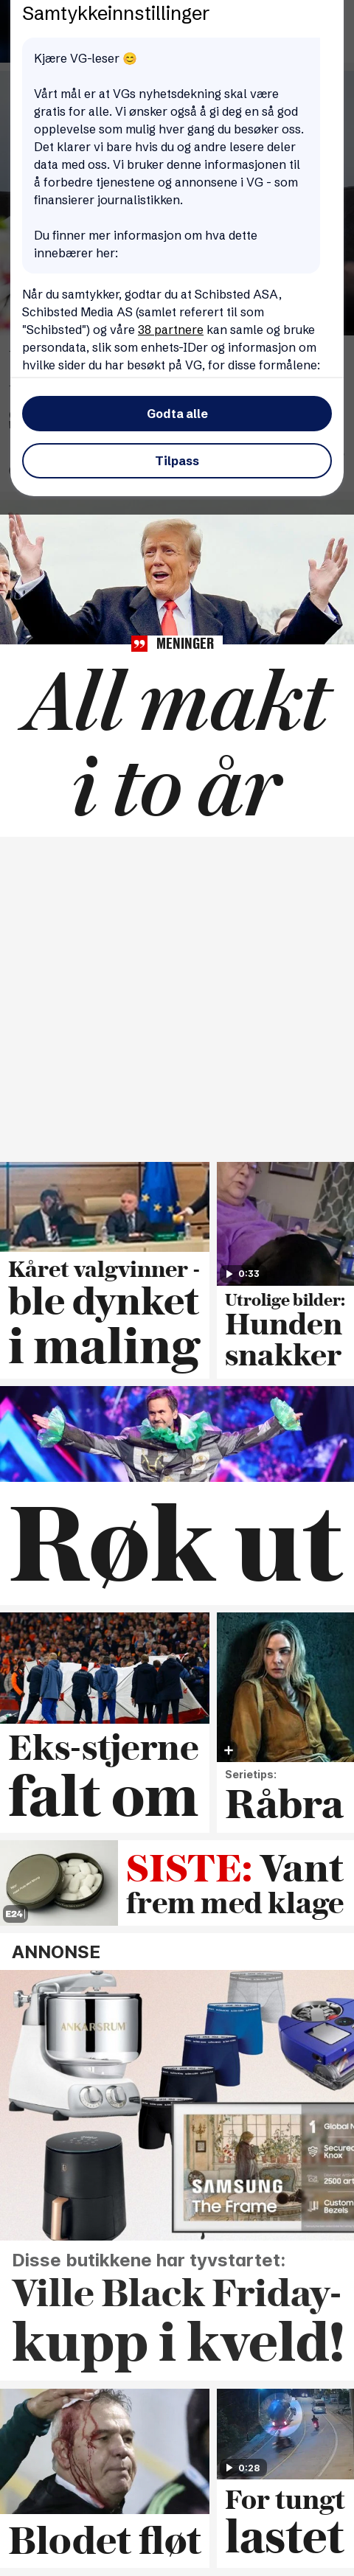 Samtykkeinnstillinger
Kjære VG-leser 😊
Vårt mål er at VGs nyhetsdekning skal være
gratis for alle. Vi ønsker også å gi deg en så god
opplevelse som mulig hver gang du besøker oss.
Det klarer vi bare hvis du og andre lesere deler
data med oss. Vi bruker denne informasjonen til
å forbedre tjenestene og annonsene i VG - som
finansierer journalistikken.
Du finner mer informasjon om hva dette
innebærer her:
Når du samtykker, godtar du at Schibsted ASA,
Schibsted Media AS (samlet referert til som
"Schibsted") og våre 38 partnere kan samle og bruke
persondata, slik som enhets-IDer og informasjon om
hvilke sider du har besøkt på VG, for disse formålene:
Godta alle
Tilpass
MENINGER
All makt
i to år
Kåret valgvinner -
ble dynket
i maling
0:33
Utrolige bilder:
Hunden
snakker
Røk ut
Eks-stjerne
falt om
Serietips:
Råbra
E24
SISTE: Vant
frem med klage
ANNONSE
ANKARSRUM
SAMSUNG
The Frame
1 Global N
Secured
Knox
2500 art
Custom
Bezels
Disse butikkene har tyvstartet:
Ville Black Friday-
kupp i kveld!
Blodet fløt
0:28
For tungt
lastet